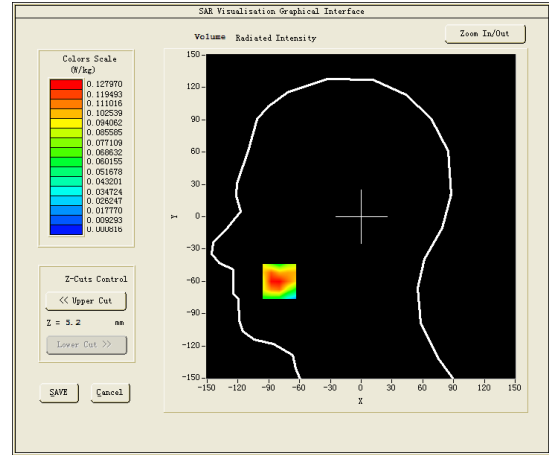 SAR Visualisation Graphical Interface
Volume Radiated Intensity
Zoom In/Out
Colors Scale
(W/kg)
0.127970
0.119493
0.111016
0.102539
0.094062
0.085585
0.077109
0.068632
0.060155
0.051678
0.043201
0.034724
0.026247
0.017770
0.009293
0.000816
Z-Cuts Control
<< Upper Cut
Z = 5.2 mm
Lower Cut >>
SAVE Cancel
150
120
90
60
30
0
-30
-60
-90
-120
-150
Y
-150 -120 -90 -60 -30 0 30 60 90 120 150
X